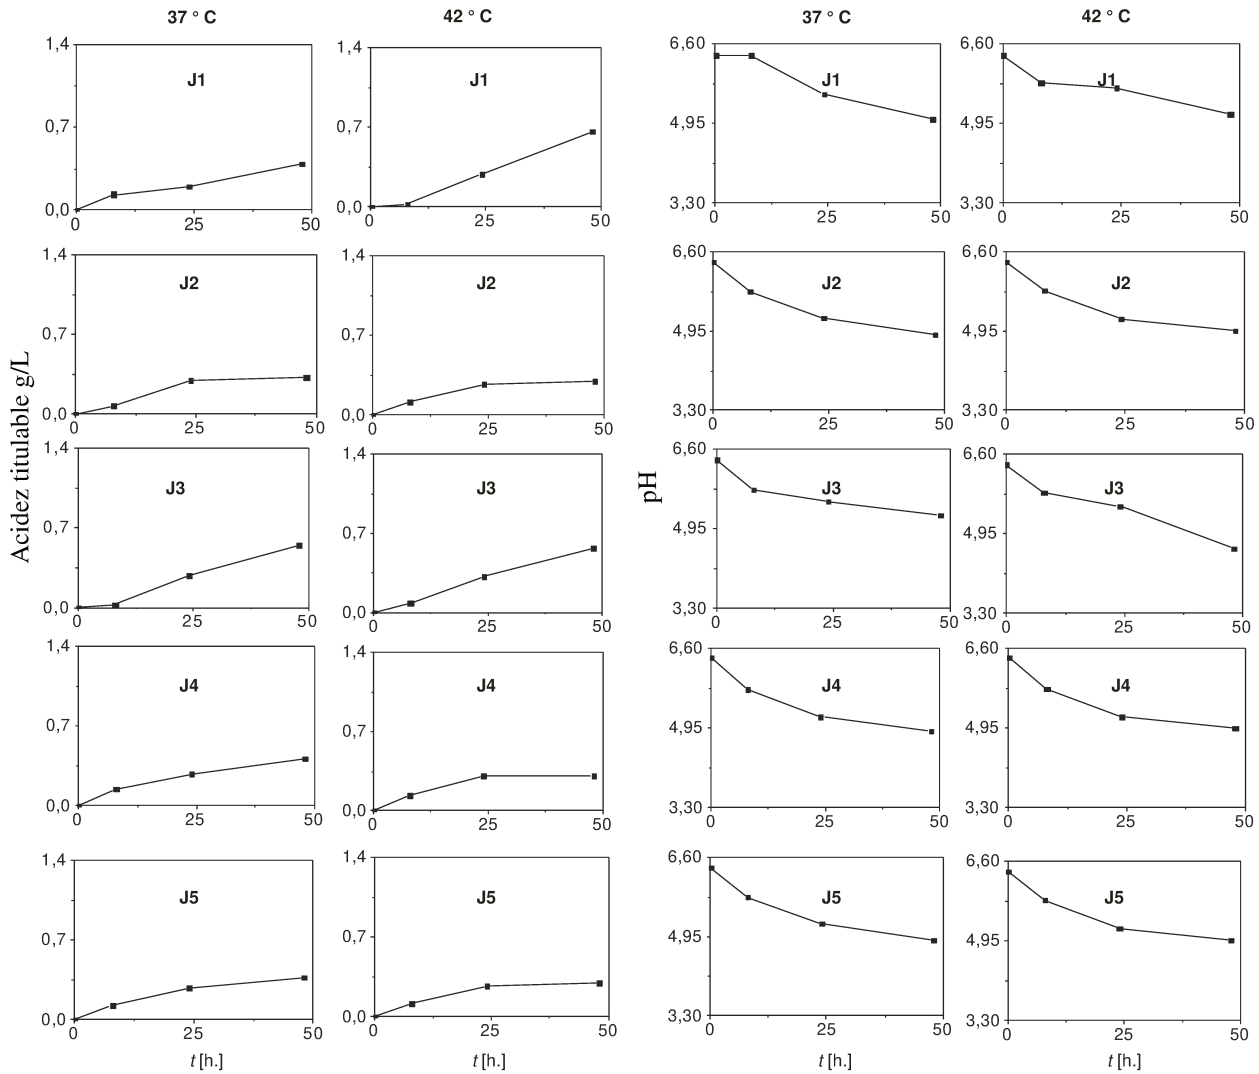 37 ° C 42 ° C 37 ° C 42 ° C
1,4 1,4 6,60 6,60
J1 J1 J1 J1
0,7 0,7 4,95 4,95
0,0 0,0 3,30 3,30
0 25 50 0 25 50 0 25 50 0 25 50
1,4 1,4 6,60 6,60
J2 J2 J2 J2
0,7 0,7 4,95 4,95
0,0 0,0 3,30 3,30
0 25 50 0 25 50 0 25 50 0 25 50
Acidez titulable g/L
pH
1,4 1,4 6,60 6,60
J3 J3 J3 J3
0,7 0,7 4,95 4,95
0,0 0,0 3,30 3,30
0 25 50 0 25 50 0 25 50 0 25 50
1,4 1,4 6,60 6,60
J4 J4 J4 J4
0,7 0,7 4,95 4,95
0,0 0,0 3,30 3,30
0 25 50 0 25 50 0 25 50 0 25 50
1,4 1,4 6,60 6,60
J5 J5 J5 J5
0,7 0,7 4,95 4,95
0,0 0,0 3,30 3,30
0 25 50 0 25 50 0 25 50 0 25 50
t [h.] t [h.] t [h.] t [h.]